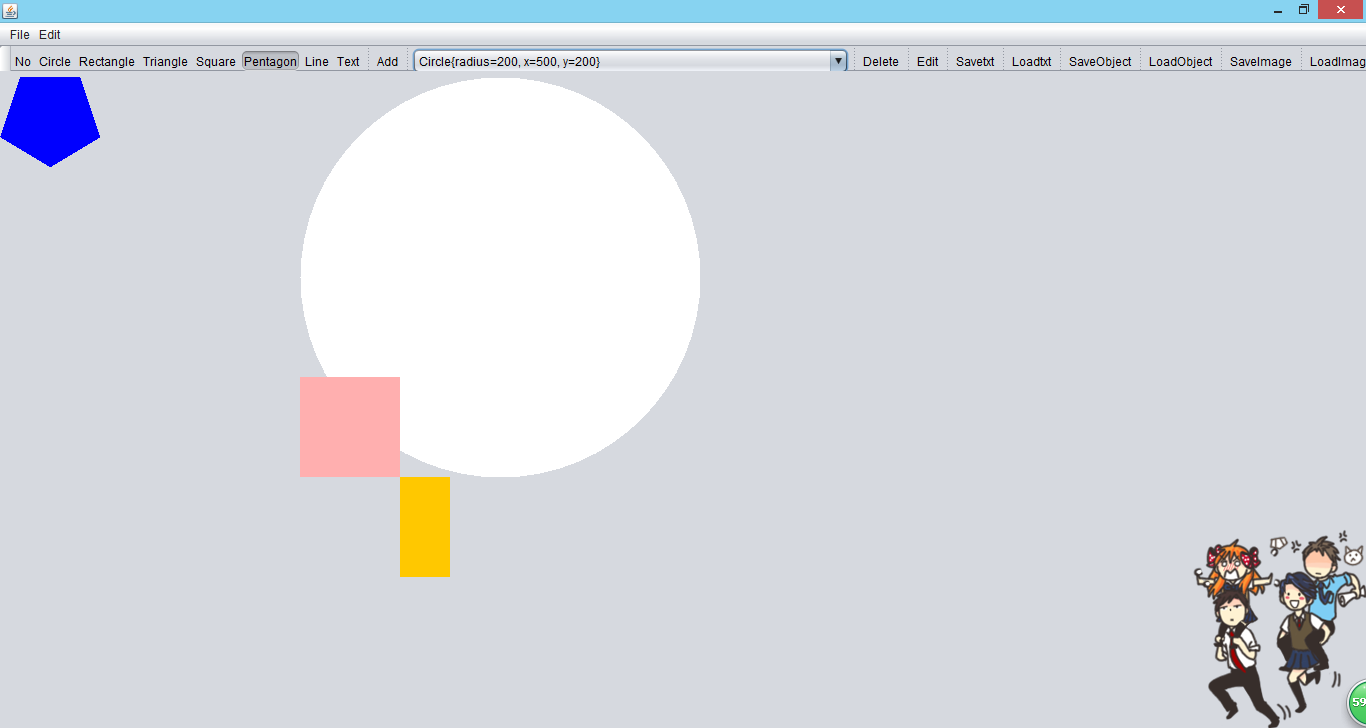 File Edit
No Circle Rectangle Triangle Square Pentagon Line Text Add Circle{radius=200, x=500, y=200} Delete Edit Savetxt Loadtxt SaveObject LoadObject SaveImage LoadImag
59